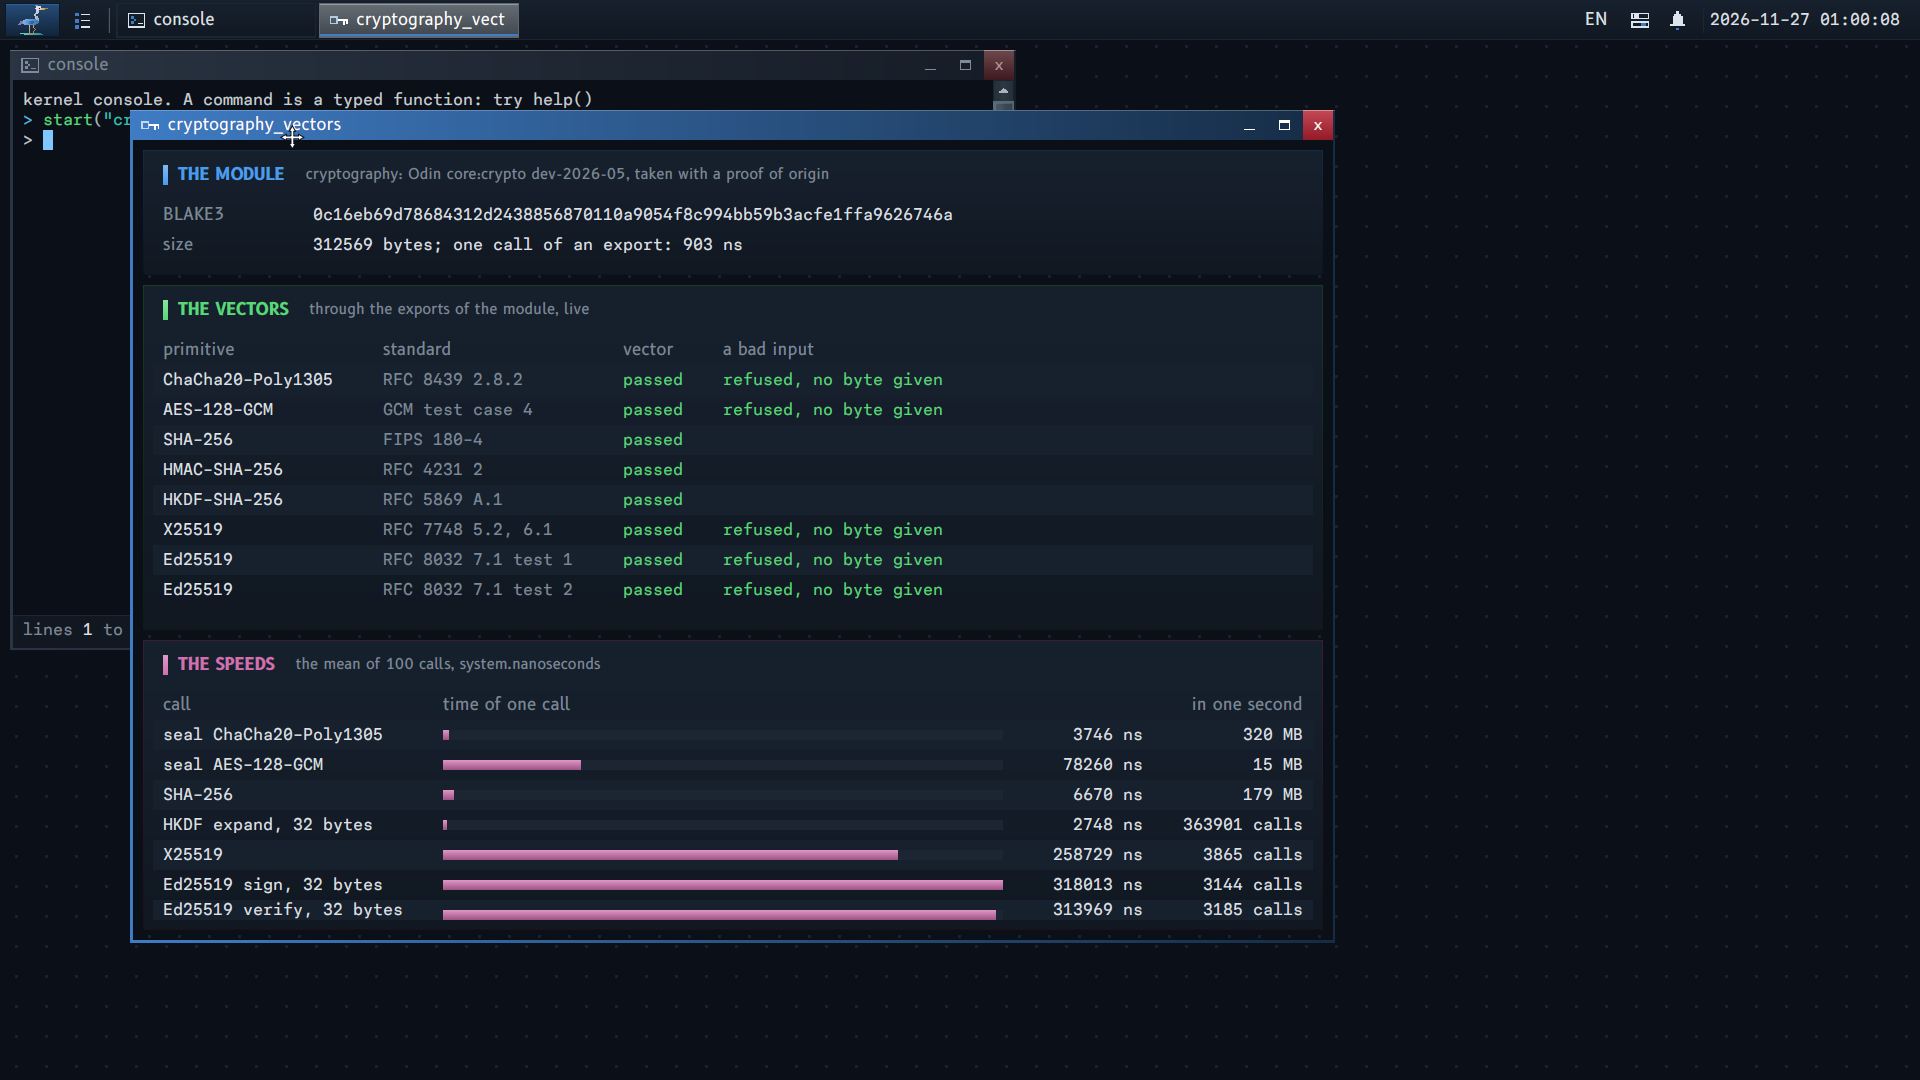 console
cryptography_vect
EN
2026-11-27 01:00:08
console
x
kernel console. A command is a typed function: try help()
> start("cr
>
lines 1 to
cryptography_vectors
x
THE MODULE cryptography: Odin core:crypto dev-2026-05, taken with a proof of origin
BLAKE3 0c16eb69d78684312d2438856870110a9054f8c994bb59b3acfe1ffa9626746a
size 312569 bytes; one call of an export: 903 ns
THE VECTORS through the exports of the module, live
primitive standard vector a bad input
ChaCha20-Poly1305 RFC 8439 2.8.2 passed refused, no byte given
AES-128-GCM GCM test case 4 passed refused, no byte given
SHA-256 FIPS 180-4 passed
HMAC-SHA-256 RFC 4231 2 passed
HKDF-SHA-256 RFC 5869 A.1 passed
X25519 RFC 7748 5.2, 6.1 passed refused, no byte given
Ed25519 RFC 8032 7.1 test 1 passed refused, no byte given
Ed25519 RFC 8032 7.1 test 2 passed refused, no byte given
THE SPEEDS the mean of 100 calls, system.nanoseconds
call time of one call in one second
seal ChaCha20-Poly1305 3746 ns 320 MB
seal AES-128-GCM 78260 ns 15 MB
SHA-256 6670 ns 179 MB
HKDF expand, 32 bytes 2748 ns 363901 calls
X25519 258729 ns 3865 calls
Ed25519 sign, 32 bytes 318013 ns 3144 calls
Ed25519 verify, 32 bytes 313969 ns 3185 calls